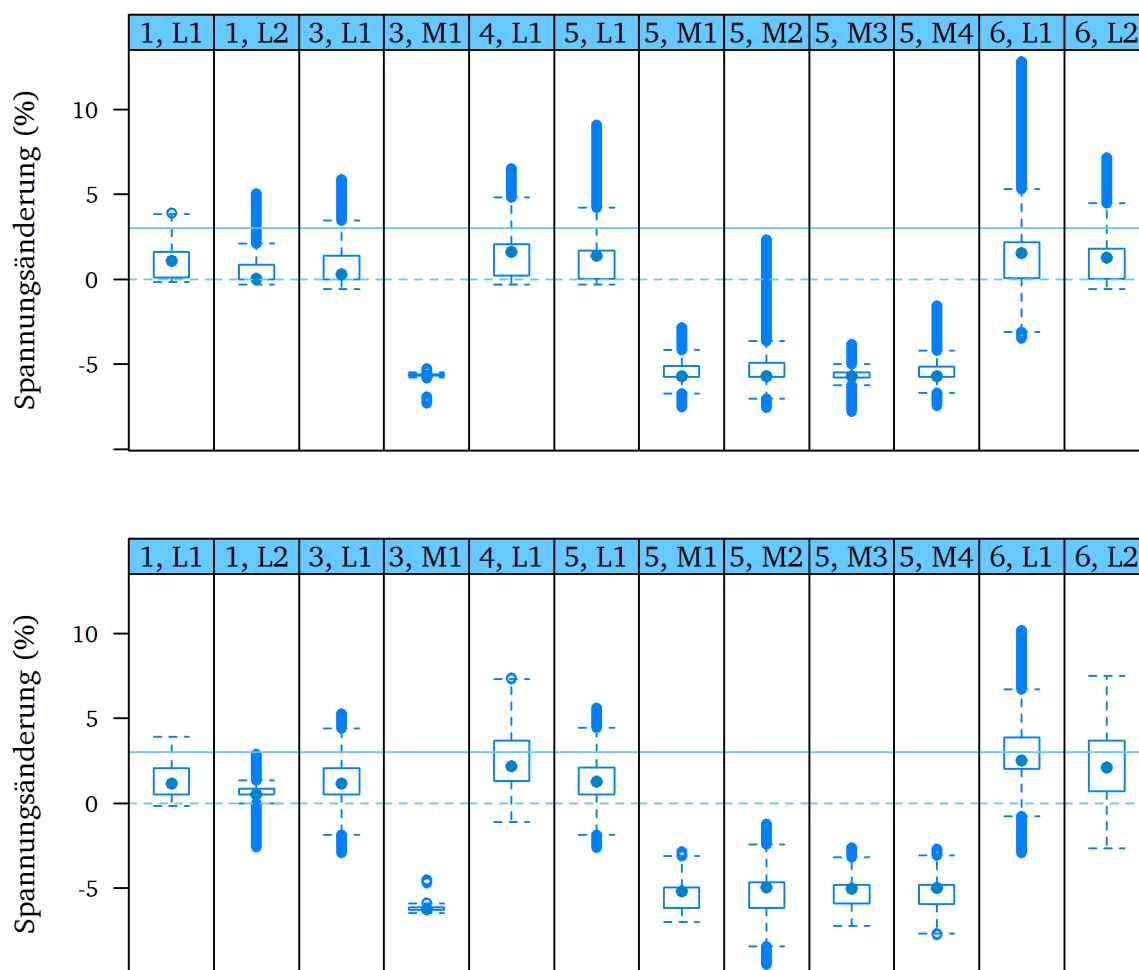 1, L1 1, L2 3, L1 3, M1 4, L1 5, L1 5, M1 5, M2 5, M3 5, M4 6, L1 6, L2
Spannungsänderung (%)
10
5
0
-5
1, L1 1, L2 3, L1 3, M1 4, L1 5, L1 5, M1 5, M2 5, M3 5, M4 6, L1 6, L2
Spannungsänderung (%)
10
5
0
-5